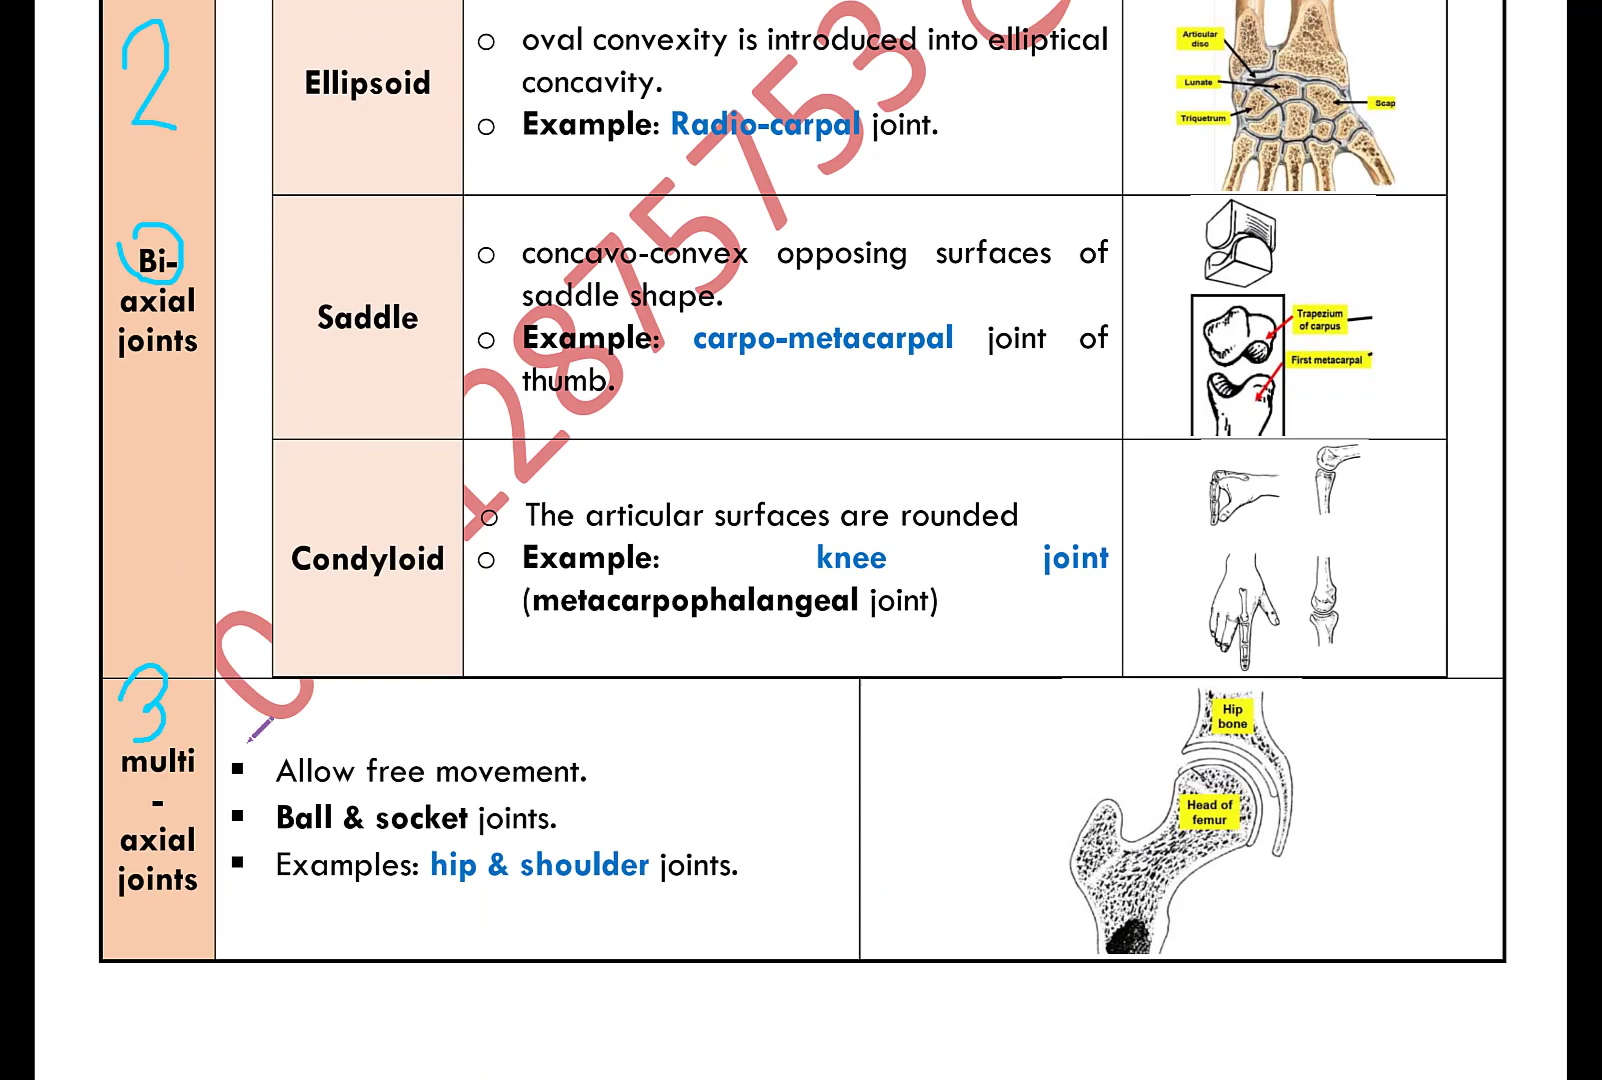 2
Bi-
axial
joints
Ellipsoid
o oval convexity is introduced into elliptical
concavity.
o Example: Radio-carpal joint.
Articular
disc
Lunate
Triquetrum
Scap
Saddle
o concavo-convex opposing surfaces of
saddle shape.
o Example: carpo-metacarpal joint of
thumb.
Trapezium
of carpus
First metacarpal
Condyloid
o The articular surfaces are rounded
o Example: knee joint
(metacarpophalangeal joint)
3
multi
-
axial
joints
▪ Allow free movement.
▪ Ball & socket joints.
▪ Examples: hip & shoulder joints.
Hip
bone
Head of
femur